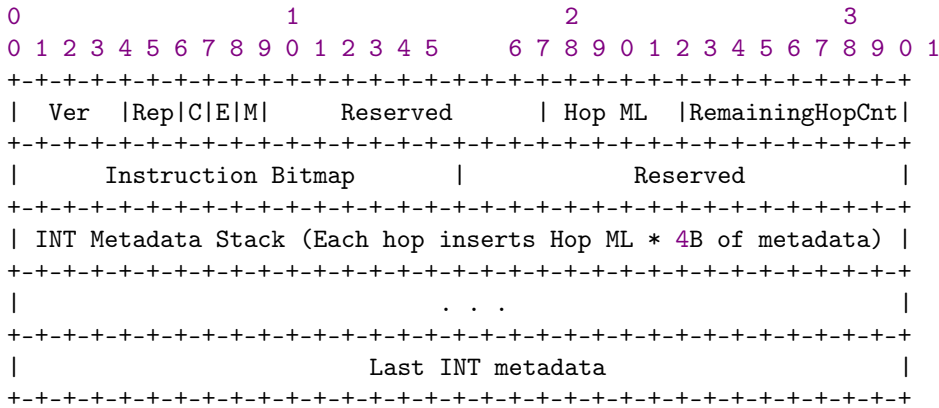 0 1 2 3
0 1 2 3 4 5 6 7 8 9 0 1 2 3 4 5 6 7 8 9 0 1 2 3 4 5 6 7 8 9 0 1
+-+-+-+-+-+-+-+-+-+-+-+-+-+-+-+-+-+-+-+-+-+-+-+-+-+-+-+-+-+-+-+-+
| Ver |Rep|C|E|M| Reserved | Hop ML |RemainingHopCnt|
+-+-+-+-+-+-+-+-+-+-+-+-+-+-+-+-+-+-+-+-+-+-+-+-+-+-+-+-+-+-+-+-+
| Instruction Bitmap | Reserved |
+-+-+-+-+-+-+-+-+-+-+-+-+-+-+-+-+-+-+-+-+-+-+-+-+-+-+-+-+-+-+-+-+
| INT Metadata Stack (Each hop inserts Hop ML * 4B of metadata) |
+-+-+-+-+-+-+-+-+-+-+-+-+-+-+-+-+-+-+-+-+-+-+-+-+-+-+-+-+-+-+-+-+
| . . . |
+-+-+-+-+-+-+-+-+-+-+-+-+-+-+-+-+-+-+-+-+-+-+-+-+-+-+-+-+-+-+-+-+
| Last INT metadata |
+-+-+-+-+-+-+-+-+-+-+-+-+-+-+-+-+-+-+-+-+-+-+-+-+-+-+-+-+-+-+-+-+